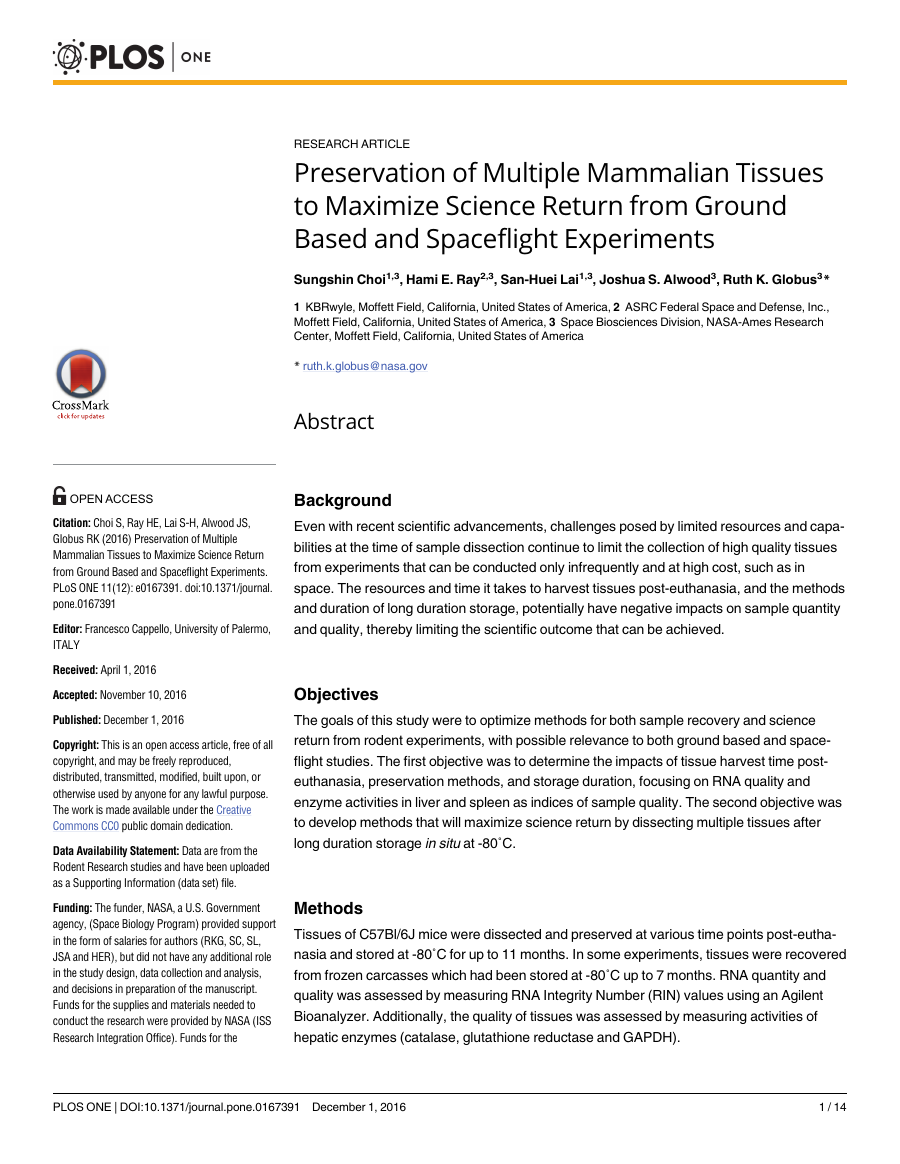 PLOS ONE
RESEARCH ARTICLE
Preservation of Multiple Mammalian Tissues
to Maximize Science Return from Ground
Based and Spaceflight Experiments
Sungshin Choi1,3, Hami E. Ray2,3, San-Huei Lai1,3, Joshua S. Alwood3, Ruth K. Globus3*
1 KBRwyle, Moffett Field, California, United States of America, 2 ASRC Federal Space and Defense, Inc.,
Moffett Field, California, United States of America, 3 Space Biosciences Division, NASA-Ames Research
Center, Moffett Field, California, United States of America
* ruth.k.globus@nasa.gov
CrossMark
click for updates
OPEN ACCESS
Citation: Choi S, Ray HE, Lai S-H, Alwood JS,
Globus RK (2016) Preservation of Multiple
Mammalian Tissues to Maximize Science Return
from Ground Based and Spaceflight Experiments.
PLoS ONE 11(12): e0167391. doi:10.1371/journal.
pone.0167391
Editor: Francesco Cappello, University of Palermo,
ITALY
Received: April 1, 2016
Accepted: November 10, 2016
Published: December 1, 2016
Copyright: This is an open access article, free of all
copyright, and may be freely reproduced,
distributed, transmitted, modified, built upon, or
otherwise used by anyone for any lawful purpose.
The work is made available under the Creative
Commons CC0 public domain dedication.
Data Availability Statement: Data are from the
Rodent Research studies and have been uploaded
as a Supporting Information (data set) file.
Funding: The funder, NASA, a U.S. Government
agency, (Space Biology Program) provided support
in the form of salaries for authors (RKG, SC, SL,
JSA and HER), but did not have any additional role
in the study design, data collection and analysis,
and decisions in preparation of the manuscript.
Funds for the supplies and materials needed to
conduct the research were provided by NASA (ISS
Research Integration Office). Funds for the
Abstract
Background
Even with recent scientific advancements, challenges posed by limited resources and capa-
bilities at the time of sample dissection continue to limit the collection of high quality tissues
from experiments that can be conducted only infrequently and at high cost, such as in
space. The resources and time it takes to harvest tissues post-euthanasia, and the methods
and duration of long duration storage, potentially have negative impacts on sample quantity
and quality, thereby limiting the scientific outcome that can be achieved.
Objectives
The goals of this study were to optimize methods for both sample recovery and science
return from rodent experiments, with possible relevance to both ground based and space-
flight studies. The first objective was to determine the impacts of tissue harvest time post-
euthanasia, preservation methods, and storage duration, focusing on RNA quality and
enzyme activities in liver and spleen as indices of sample quality. The second objective was
to develop methods that will maximize science return by dissecting multiple tissues after
long duration storage in situ at -80˚C.
Methods
Tissues of C57Bl/6J mice were dissected and preserved at various time points post-eutha-
nasia and stored at -80˚C for up to 11 months. In some experiments, tissues were recovered
from frozen carcasses which had been stored at -80˚C up to 7 months. RNA quantity and
quality was assessed by measuring RNA Integrity Number (RIN) values using an Agilent
Bioanalyzer. Additionally, the quality of tissues was assessed by measuring activities of
hepatic enzymes (catalase, glutathione reductase and GAPDH).
PLOS ONE | DOI:10.1371/journal.pone.0167391 December 1, 2016
1 / 14